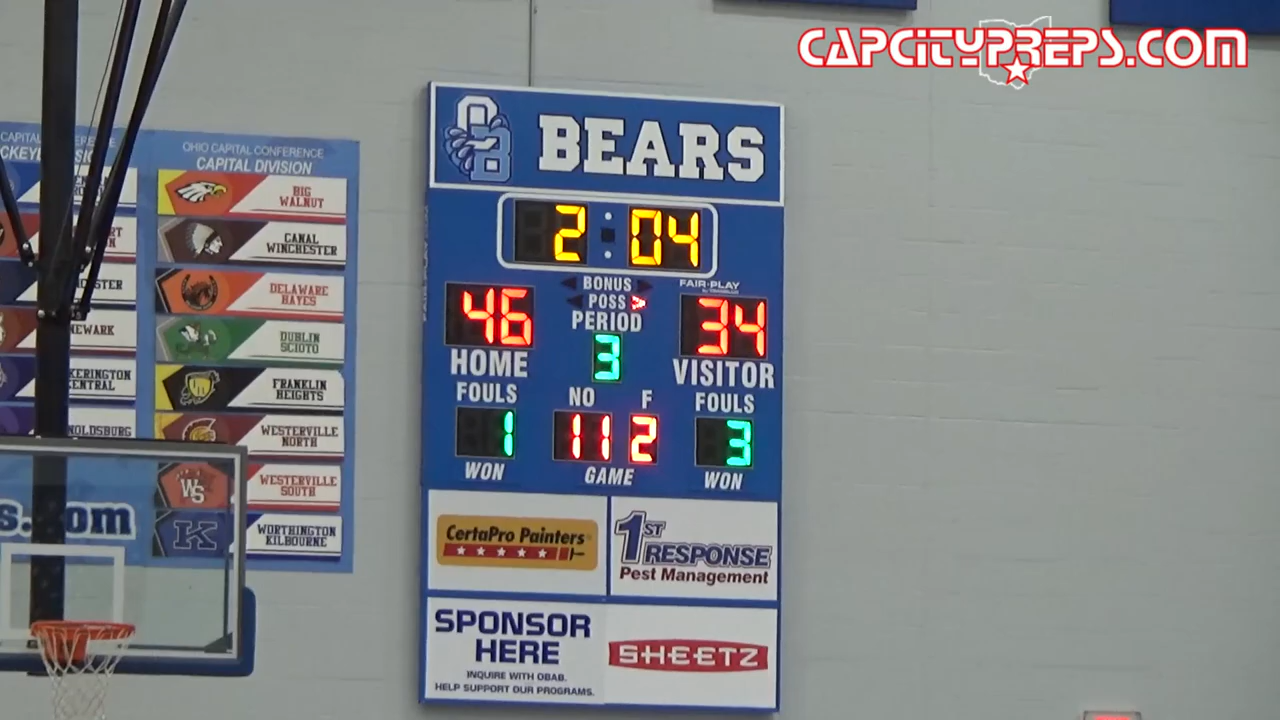 CAPCITYPREPS.COM
OHIO CAPITAL CONFERENCE
CAPITAL DIVISION
BIG
WALNUT
CANAL
WINCHESTER
DELAWARE
HAYES
DUBLIN
SCIOTO
FRANKLIN
HEIGHTS
WESTERVILLE
NORTH
WS
WESTERVILLE
SOUTH
K
WORTHINGTON
KILBOURNE
OB
BEARS
2:04
BONUS
FAIR-PLAY
POSS >
PERIOD
46
34
3
HOME
VISITOR
FOULS
NO
F
FOULS
1
11
2
3
WON
GAME
WON
CertaPro Painters
1ST
RESPONSE
Pest Management
SPONSOR
HERE
INQUIRE WITH OBAB.
HELP SUPPORT OUR PROGRAMS.
SHEETZ